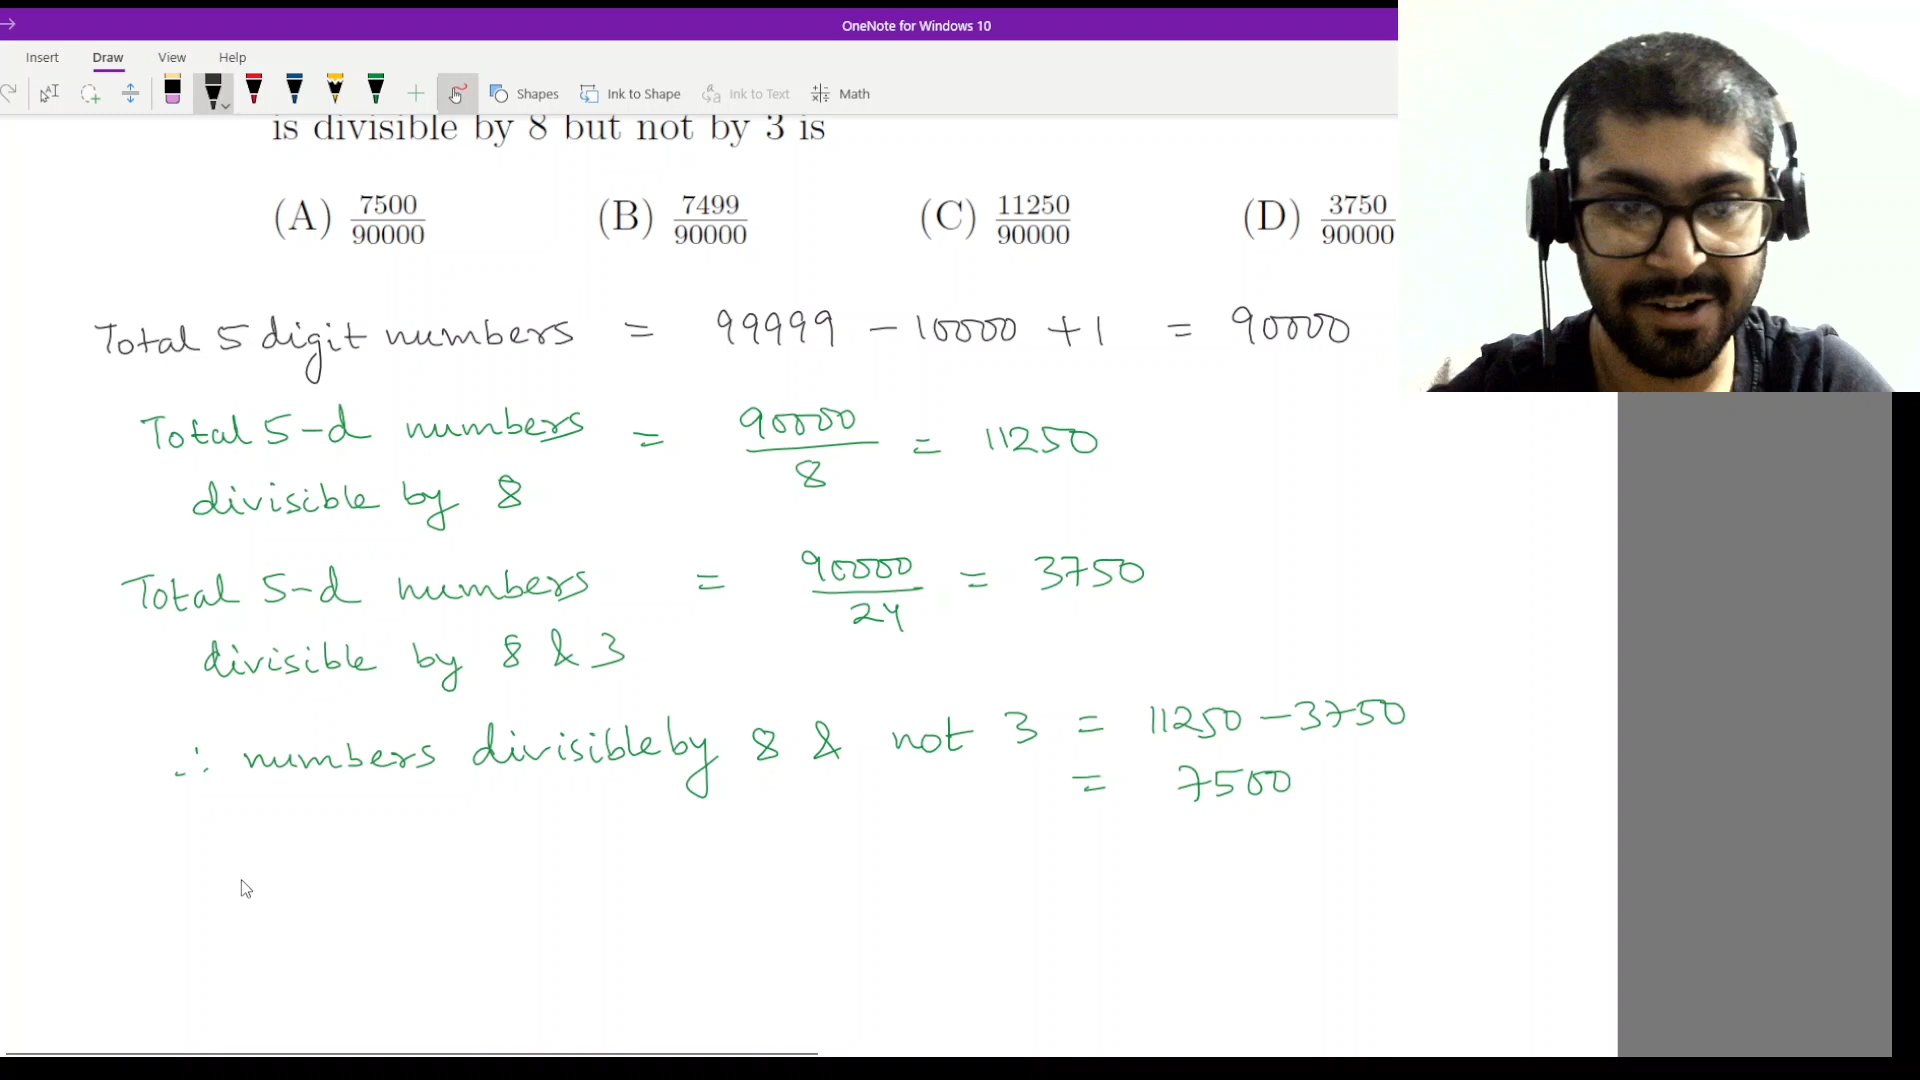 OneNote for Windows 10
Insert Draw View Help
Shapes Ink to Shape Ink to Text Math
is divisible by 8 but not by 3 is
(A) 7500/90000 (B) 7499/90000 (C) 11250/90000 (D) 3750/90000
Total 5 digit numbers = 99999 - 10000 + 1 = 90000
Total 5-d numbers = 90000/8 = 11250
divisible by 8
Total 5-d numbers = 90000/24 = 3750
divisible by 8 & 3
∴ numbers divisible by 8 & not 3 = 11250 - 3750
= 7500